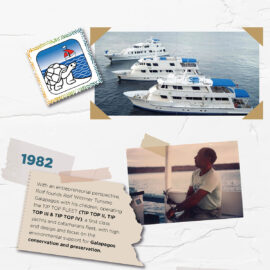 1982
With an entrepreneurial perspective,
Rolf founds Rolf Wittmer Turismo
Galapagos with his children, operating
the TIP TOP FLEET (TIP TOP II, TIP
TOP III & TIP TOP IV), a first class
yachts and catamarans fleet, with high
end design and focus on the
environmental support for Galapagos
conservation and preservation.